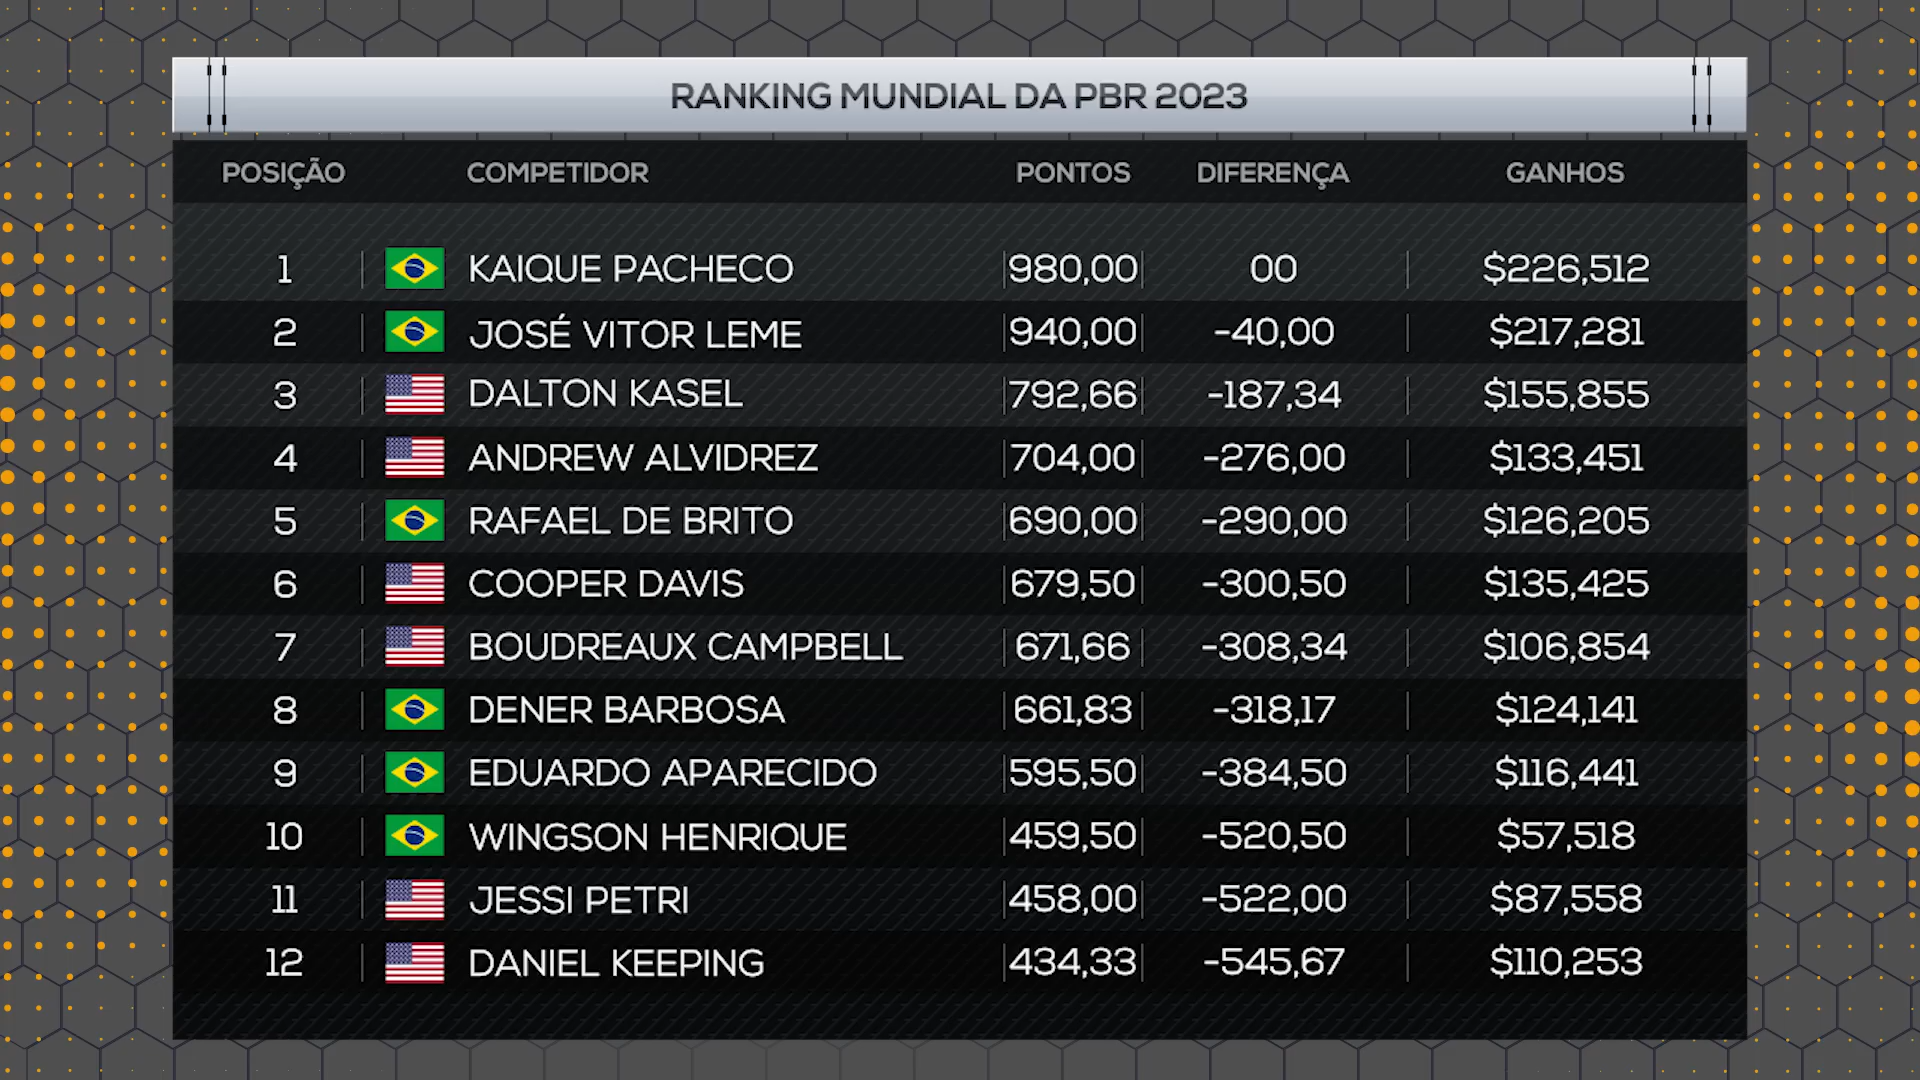 RANKING MUNDIAL DA PBR 2023
POSIÇÃO COMPETIDOR PONTOS DIFERENÇA GANHOS
1 KAIQUE PACHECO 980,00 00 $226,512
2 JOSÉ VITOR LEME 940,00 -40,00 $217,281
3 DALTON KASEL 792,66 -187,34 $155,855
4 ANDREW ALVIDREZ 704,00 -276,00 $133,451
5 RAFAEL DE BRITO 690,00 -290,00 $126,205
6 COOPER DAVIS 679,50 -300,50 $135,425
7 BOUDREAUX CAMPBELL 671,66 -308,34 $106,854
8 DENER BARBOSA 661,83 -318,17 $124,141
9 EDUARDO APARECIDO 595,50 -384,50 $116,441
10 WINGSON HENRIQUE 459,50 -520,50 $57,518
11 JESSI PETRI 458,00 -522,00 $87,558
12 DANIEL KEEPING 434,33 -545,67 $110,253